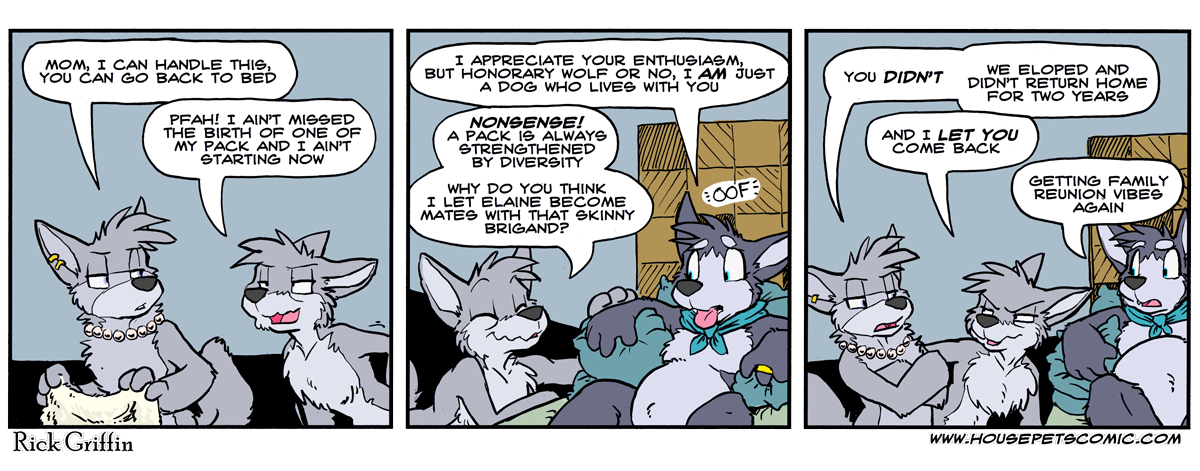 MOM, I CAN HANDLE THIS,
YOU CAN GO BACK TO BED
PFAH! I AIN'T MISSED
THE BIRTH OF ONE OF
MY PACK AND I AIN'T
STARTING NOW
I APPRECIATE YOUR ENTHUSIASM,
BUT HONORARY WOLF OR NO, I AM JUST
A DOG WHO LIVES WITH YOU
NONSENSE!
A PACK IS ALWAYS
STRENGTHENED
BY DIVERSITY
WHY DO YOU THINK
I LET ELAINE BECOME
MATES WITH THAT SKINNY
BRIGAND?
OOF
YOU DIDN'T
WE ELOPED AND
DIDN'T RETURN HOME
FOR TWO YEARS
AND I LET YOU
COME BACK
GETTING FAMILY
REUNION VIBES
AGAIN
Rick Griffin
WWW.HOUSEPETSCOMIC.COM